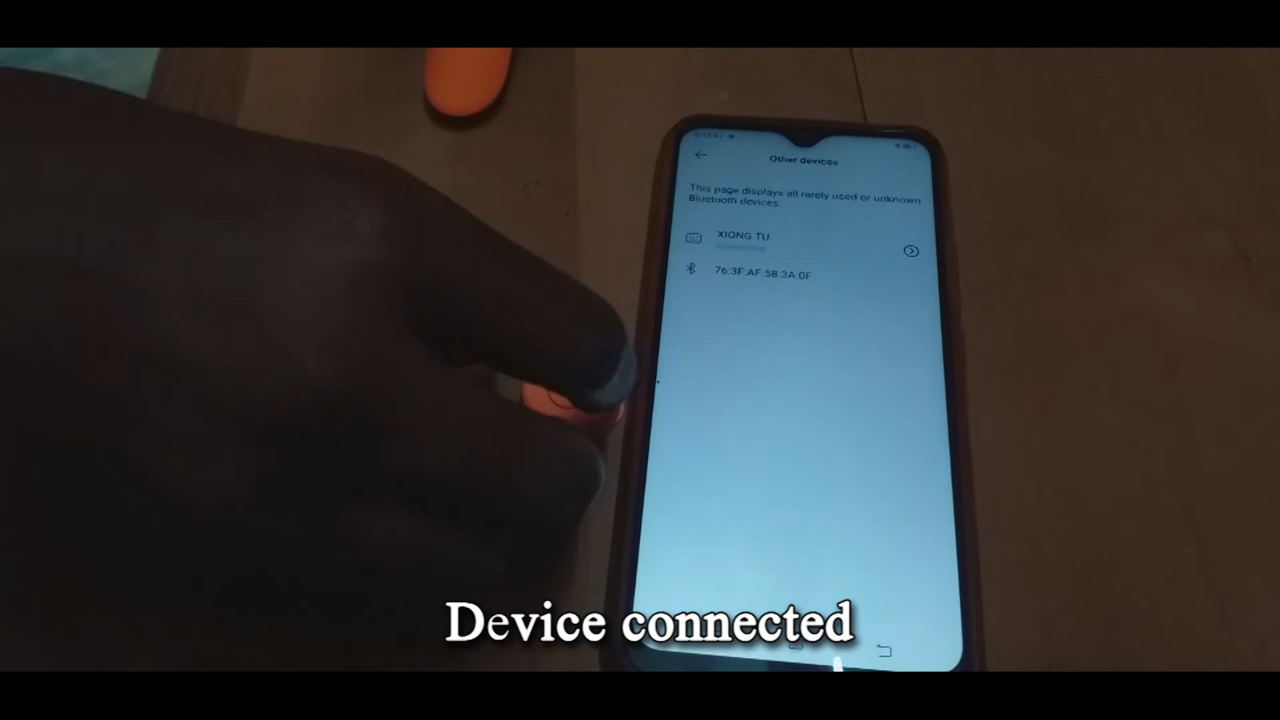 Other devices
This page displays all rarely used or unknown
Bluetooth devices.
XIONG TU
Connected
76:3F:AF:58:3A:0F
Device connected